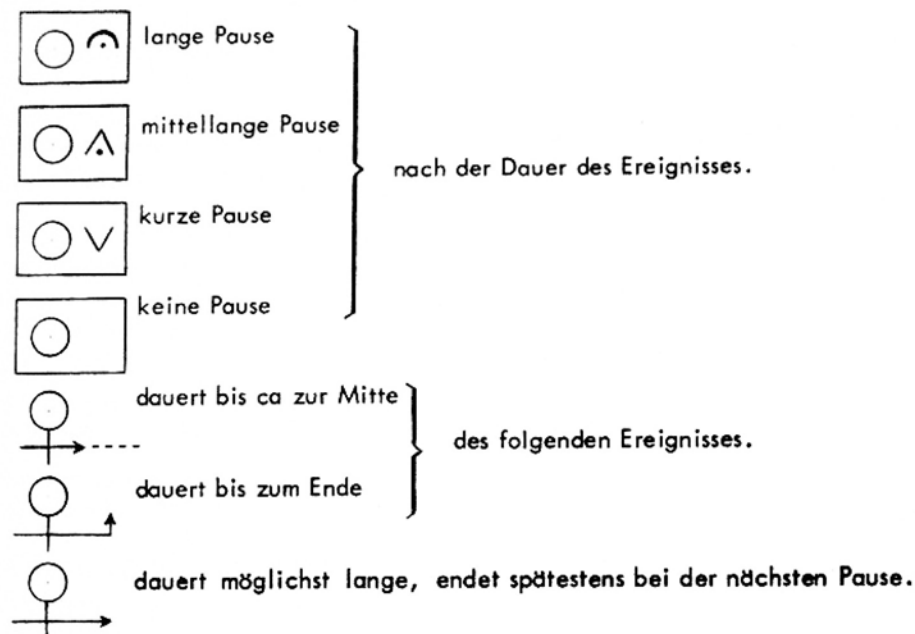 lange Pause
mittellange Pause
nach der Dauer des Ereignisses.
kurze Pause
keine Pause
dauert bis ca zur Mitte
des folgenden Ereignisses.
dauert bis zum Ende
dauert möglichst lange, endet spätestens bei der nächsten Pause.